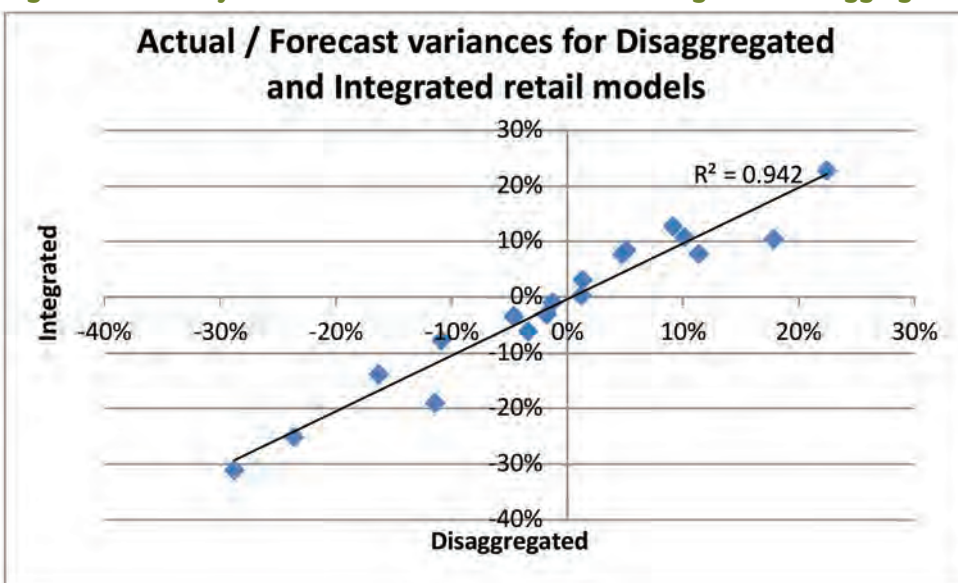 Actual / Forecast variances for Disaggregated
and Integrated retail models
30%
R² = 0.942
20%
10%
0%
-40% -30% -20% -10% 0% 10% 20% 30%
-10%
-20%
-30%
-40%
Integrated
Disaggregated